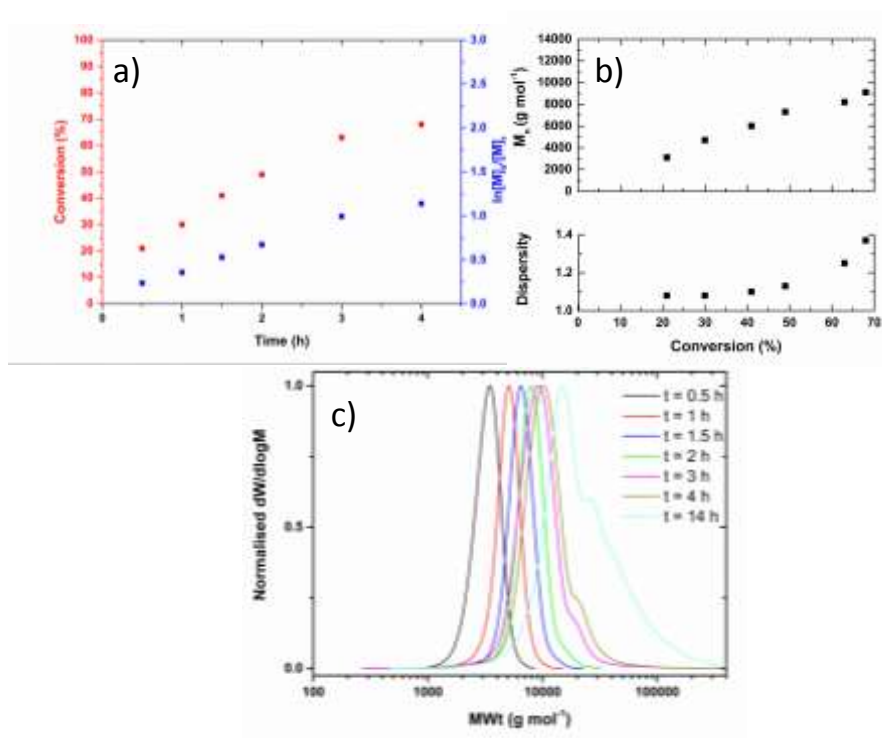 a)
100
90
80
70
60
50
40
30
20
10
0
Conversion (%)
3.0
2.5
2.0
1.5
1.0
0.5
0.0
ln[M]₀/[M]ₜ
0 1 2 3 4
Time (h)
b)
14000
12000
10000
8000
6000
4000
2000
0
Mₙ (g mol⁻¹)
1.4
1.2
1.0
Dispersity
0 10 20 30 40 50 60 70
Conversion (%)
c)
1.0
0.5
0.0
Normalised dW/dlogM
t = 0.5 h
t = 1 h
t = 1.5 h
t = 2 h
t = 3 h
t = 4 h
t = 14 h
100 1000 10000 100000
MWt (g mol⁻¹)